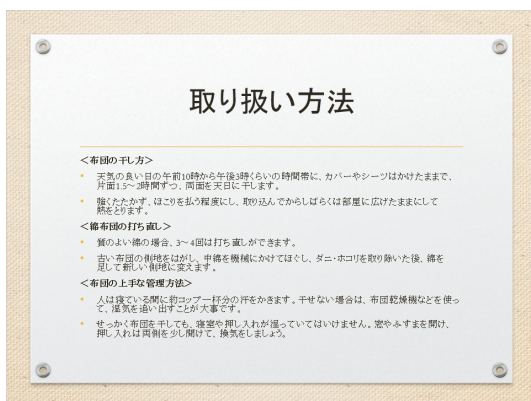 取り扱い方法
<布団の干し方>
• 天気の良い日の午前10時から午後3時くらいの時間帯に、カバーやシーツはかけたままで、
片面1.5～2時間ずつ、両面を天日に干します。
• 強くたたかず、ほこりを払う程度にし、取り込んでからしばらくは部屋に広げたままにして
熱をとります。
<綿布団の打ち直し>
• 質のよい綿の場合、3～4回は打ち直しができます。
• 古い布団の側地をはがし、中綿を機械にかけてほぐし、ダニ・ホコリを取り除いた後、綿を
足して新しい側地に変えます。
<布団の上手な管理方法>
• 人は寝ている間に約コップ一杯分の汗をかきます。干せない場合は、布団乾燥機などを使っ
て、湿気を追い出すことが大事です。
• せっかく布団を干しても、寝室や押し入れが湿っていてはいけません。窓やふすまを開け、
押し入れは両側を少し開けて、換気をしましょう。